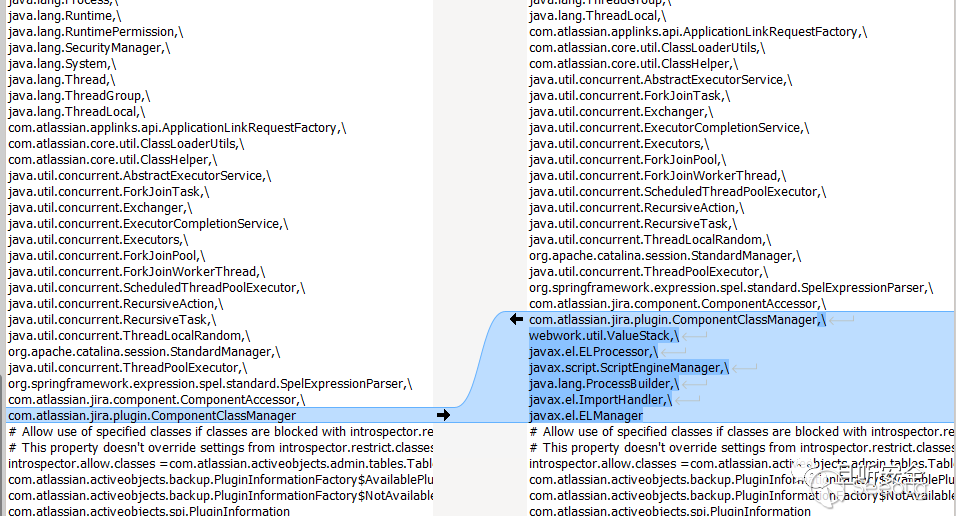 java.lang.Process,\
java.lang.Runtime,\
java.lang.RuntimePermission,\
java.lang.SecurityManager,\
java.lang.System,\
java.lang.Thread,\
java.lang.ThreadGroup,\
java.lang.ThreadLocal,\
com.atlassian.applinks.api.ApplicationLinkRequestFactory,\
com.atlassian.core.util.ClassLoaderUtils,\
com.atlassian.core.util.ClassHelper,\
java.util.concurrent.AbstractExecutorService,\
java.util.concurrent.ForkJoinTask,\
java.util.concurrent.Exchanger,\
java.util.concurrent.ExecutorCompletionService,\
java.util.concurrent.Executors,\
java.util.concurrent.ForkJoinPool,\
java.util.concurrent.ForkJoinWorkerThread,\
java.util.concurrent.ScheduledThreadPoolExecutor,\
java.util.concurrent.RecursiveAction,\
java.util.concurrent.RecursiveTask,\
java.util.concurrent.ThreadLocalRandom,\
org.apache.catalina.session.StandardManager,\
java.util.concurrent.ThreadPoolExecutor,\
org.springframework.expression.spel.standard.SpelExpressionParser,\
com.atlassian.jira.component.ComponentAccessor,\
com.atlassian.jira.plugin.ComponentClassManager
# Allow use of specified classes if classes are blocked with introspector.re
# This property doesn't override settings from introspector.restrict.classes
introspector.allow.classes =com.atlassian.activeobjects.admin.tables.Table
com.atlassian.activeobjects.backup.PluginInformationFactory$AvailablePlu
com.atlassian.activeobjects.backup.PluginInformationFactory$NotAvailab
com.atlassian.activeobjects.spi.PluginInformation
java.lang.ThreadGroup,\
java.lang.ThreadLocal,\
com.atlassian.applinks.api.ApplicationLinkRequestFactory,\
com.atlassian.core.util.ClassLoaderUtils,\
com.atlassian.core.util.ClassHelper,\
java.util.concurrent.AbstractExecutorService,\
java.util.concurrent.ForkJoinTask,\
java.util.concurrent.Exchanger,\
java.util.concurrent.ExecutorCompletionService,\
java.util.concurrent.Executors,\
java.util.concurrent.ForkJoinPool,\
java.util.concurrent.ForkJoinWorkerThread,\
java.util.concurrent.ScheduledThreadPoolExecutor,\
java.util.concurrent.RecursiveAction,\
java.util.concurrent.RecursiveTask,\
java.util.concurrent.ThreadLocalRandom,\
org.apache.catalina.session.StandardManager,\
java.util.concurrent.ThreadPoolExecutor,\
org.springframework.expression.spel.standard.SpelExpressionParser,\
com.atlassian.jira.component.ComponentAccessor,\
com.atlassian.jira.plugin.ComponentClassManager,\
webwork.util.ValueStack,\
javax.el.ELProcessor,\
javax.script.ScriptEngineManager,\
java.lang.ProcessBuilder,\
javax.el.ImportHandler,\
javax.el.ELManager
# Allow use of specified classes if classes are blocked with introspector.re
# This property doesn't override settings from introspector.restrict.classes
introspector.allow.classes =com.atlassian.activeobjects.admin.tables.Tabl
com.atlassian.activeobjects.backup.PluginInformationFactory$AvailablePl
com.atlassian.activeobjects.backup.PluginInformationFactory$NotAvailab
com.atlassian.activeobjects.spi.PluginInformation